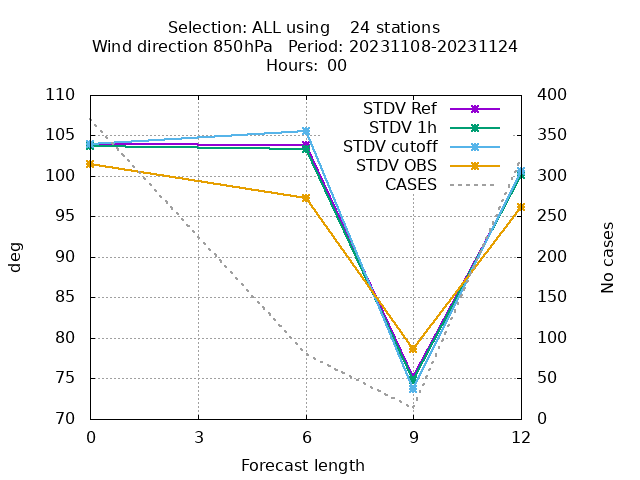 Selection: ALL using    24 stations
Wind direction 850hPa   Period: 20231108-20231124
Hours: 00
110
105
100
95
90
85
80
75
70
400
350
300
250
200
150
100
50
0
STDV Ref
STDV 1h
STDV cutoff
STDV OBS
CASES
deg
No cases
0 3 6 9 12
Forecast length